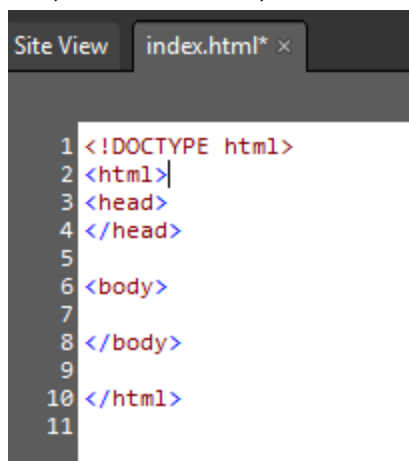 Site View index.html* ×
1 <!DOCTYPE html>
2 <html>
3 <head>
4 </head>
5
6 <body>
7
8 </body>
9
10 </html>
11